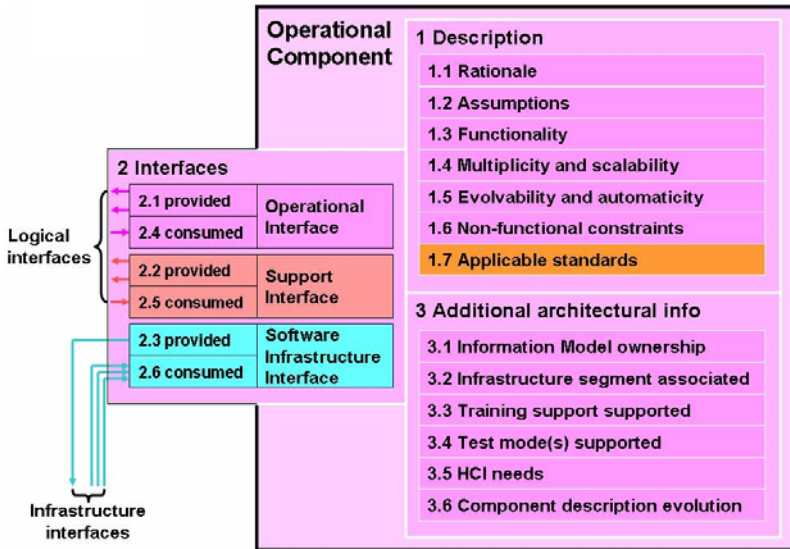 Operational
Component
1 Description
1.1 Rationale
1.2 Assumptions
1.3 Functionality
1.4 Multiplicity and scalability
1.5 Evolvability and automaticity
1.6 Non-functional constraints
1.7 Applicable standards
2 Interfaces
2.1 provided
2.4 consumed
Operational
Interface
2.2 provided
2.5 consumed
Support
Interface
2.3 provided
2.6 consumed
Software
Infrastructure
Interface
Logical
interfaces
Infrastructure
interfaces
3 Additional architectural info
3.1 Information Model ownership
3.2 Infrastructure segment associated
3.3 Training support supported
3.4 Test mode(s) supported
3.5 HCI needs
3.6 Component description evolution